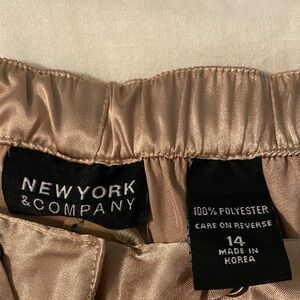 NEW YORK
& COMPANY
100% POLYESTER
CARE ON REVERSE
14
MADE IN
KOREA